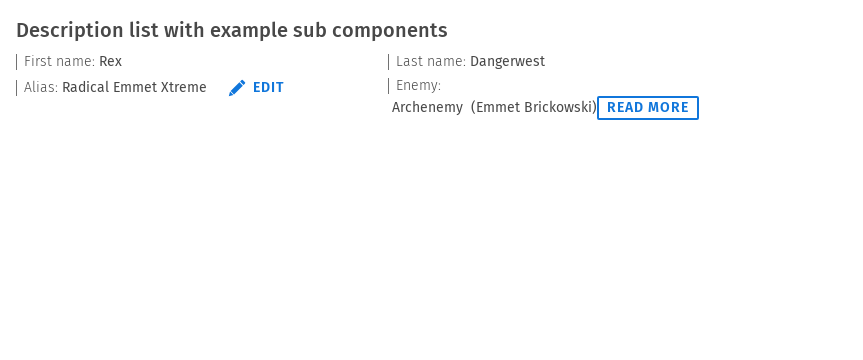 Description list with example sub components
First name: Rex
Last name: Dangerwest
Alias: Radical Emmet Xtreme
EDIT
Enemy:
Archenemy (Emmet Brickowski)
READ MORE